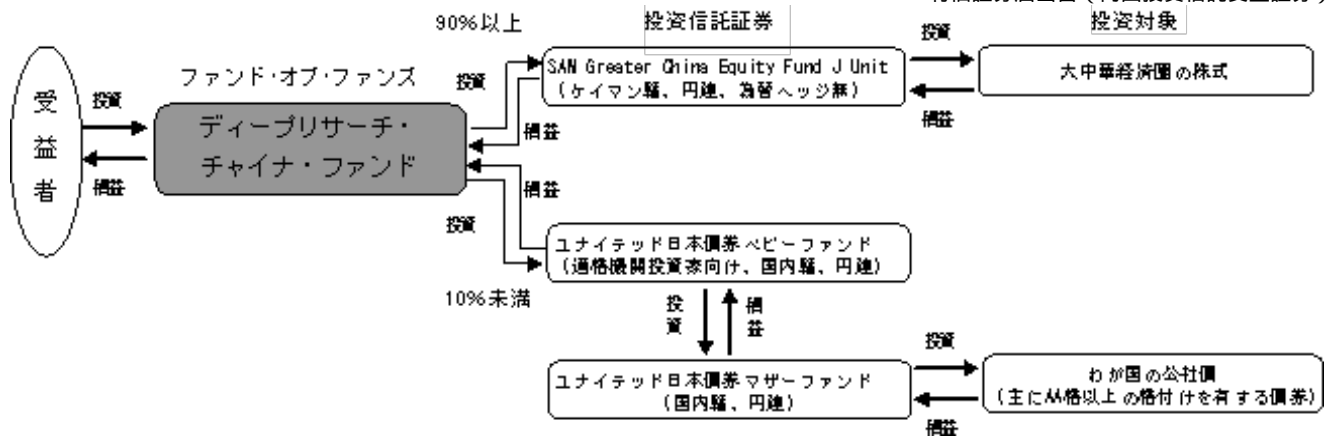 90%以上
投資信託証券
投資対象
ファンド・オブ・ファンズ
受益者
投資
損益
ディープリサーチ・
チャイナ・ファンド
投資
損益
SAN Greater China Equity Fund J Unit
(ケイマン籍、円建、為替ヘッジ無)
投資
損益
大中華経済圏の株式
損益
投資
10%未満
ユナイテッド日本債券ベビーファンド
(適格機関投資家向け、国内籍、円建)
投資
損益
ユナイテッド日本債券マザーファンド
(国内籍、円建)
投資
損益
わが国の公社債
(主にAA格以上の格付けを有する債券)